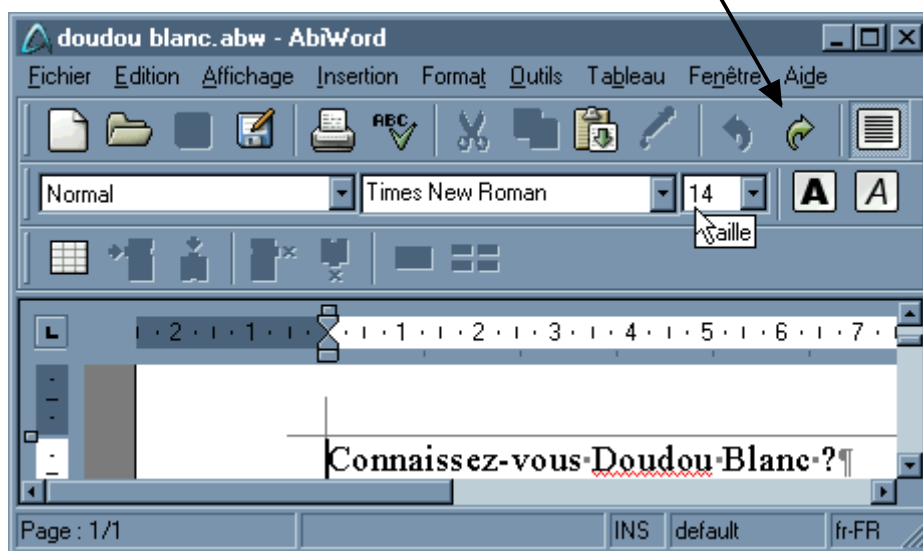 doudou blanc.abw - AbiWord
Fichier Edition Affichage Insertion Format Outils Tableau Fenêtre Aide
ABC
Normal Times New Roman 14 A A
Taille
L 2 1 1 2 3 4 5 6 7
Connaissez-vous·Doudou·Blanc·?¶
Page : 1/1 INS default fr-FR